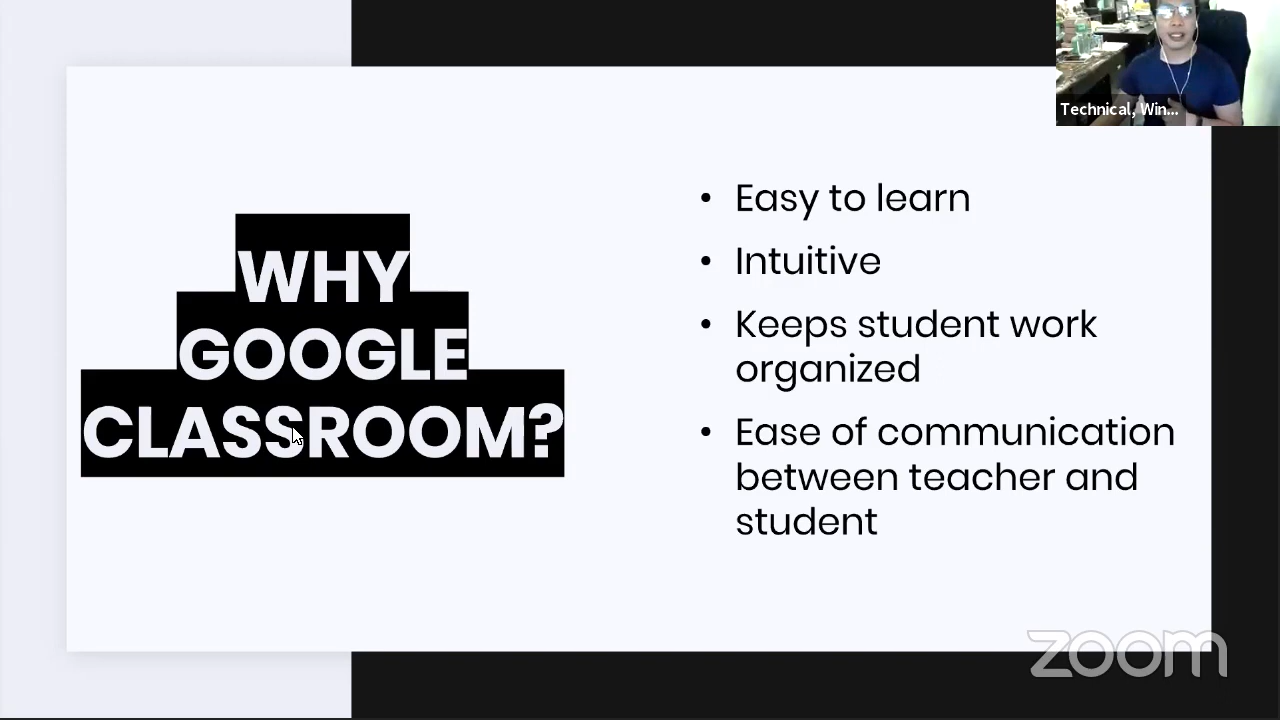 Technical, Win...
WHY
GOOGLE
CLASSROOM?
• Easy to learn
• Intuitive
• Keeps student work
organized
• Ease of communication
between teacher and
student
zoom